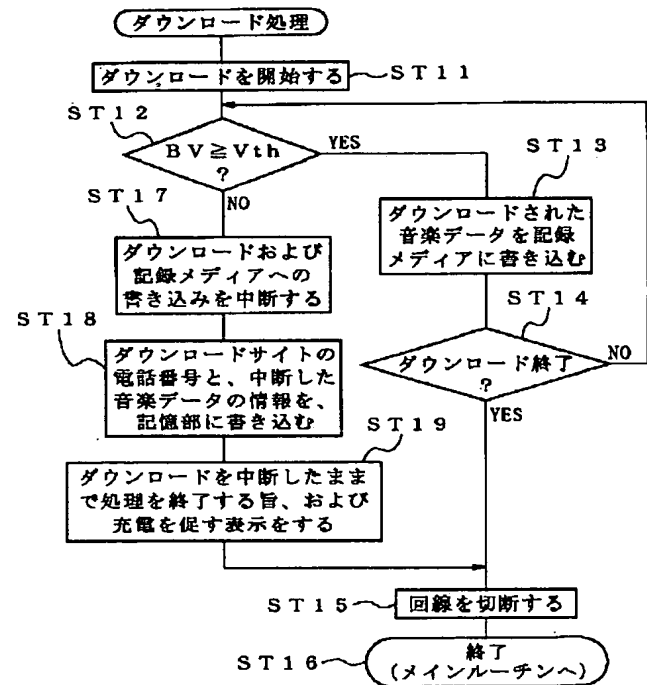 ダウンロード処理
ダウンロードを開始する
ST11
ST12
BV≧Vth
?
YES
NO
ST13
ダウンロードされた
音楽データを記録
メディアに書き込む
ST14
ダウンロード終了
?
NO
YES
ST17
ダウンロードおよび
記録メディアへの
書き込みを中断する
ST18
ダウンロードサイトの
電話番号と、中断した
音楽データの情報を、
記憶部に書き込む
ST19
ダウンロードを中断したまま
で処理を終了する旨、および
充電を促す表示をする
ST15
回線を切断する
ST16
終了
(メインルーチンへ)